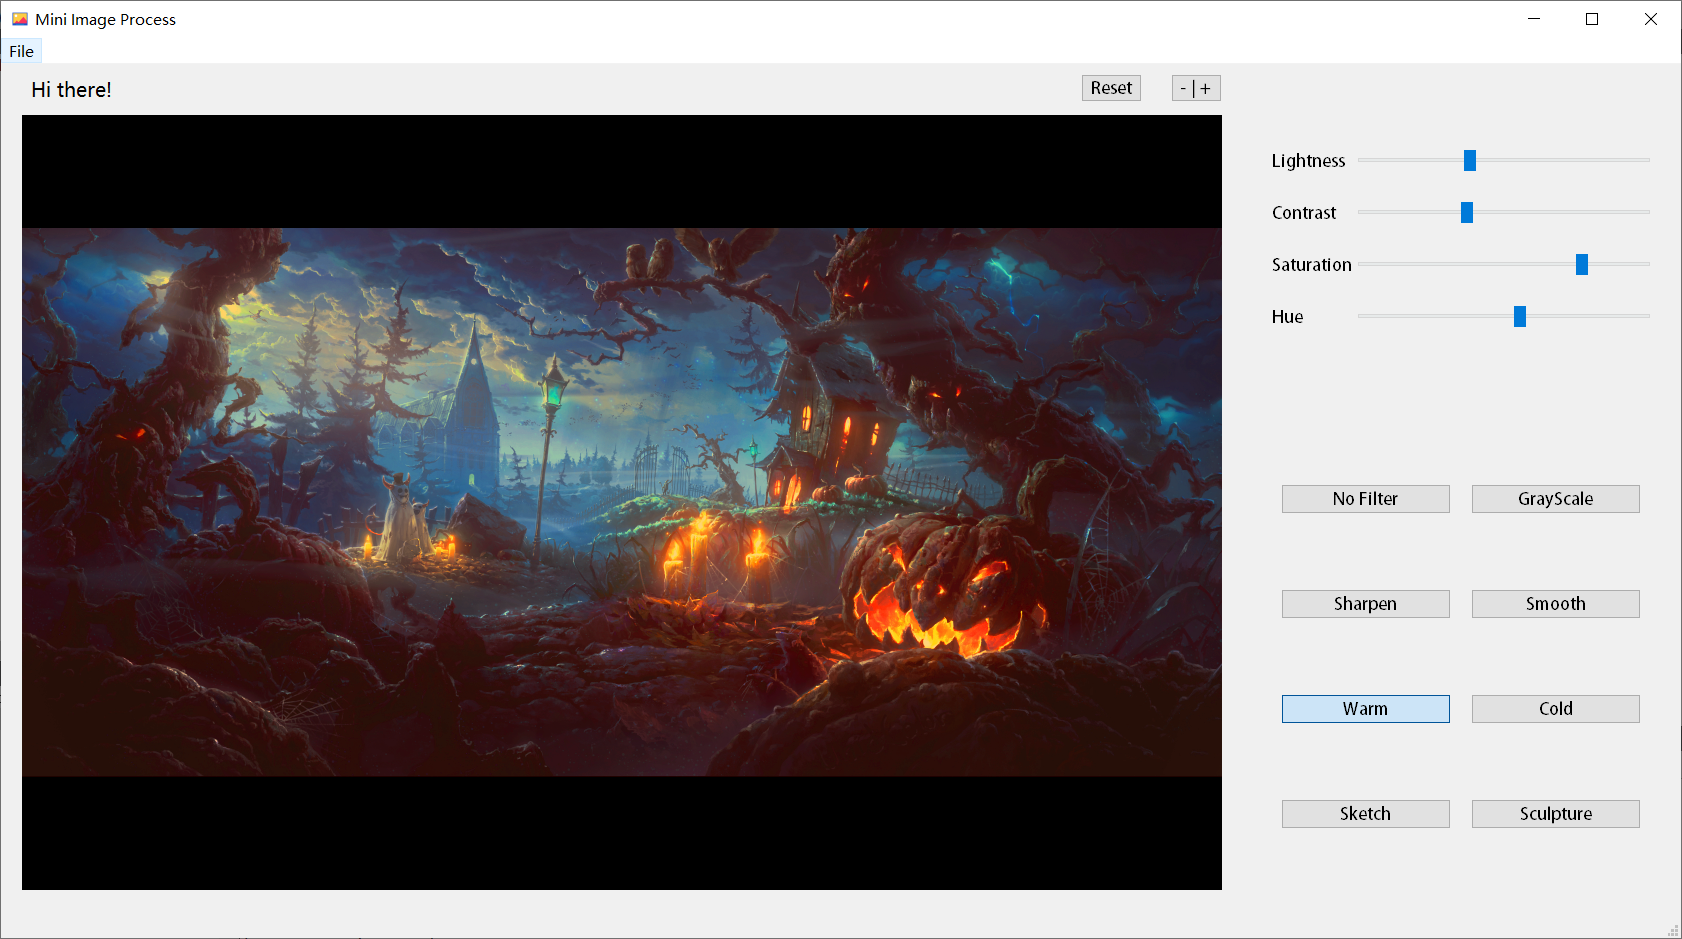 Mini Image Process
File
Hi there!
Reset
- | +
Lightness
Contrast
Saturation
Hue
No Filter
GrayScale
Sharpen
Smooth
Warm
Cold
Sketch
Sculpture